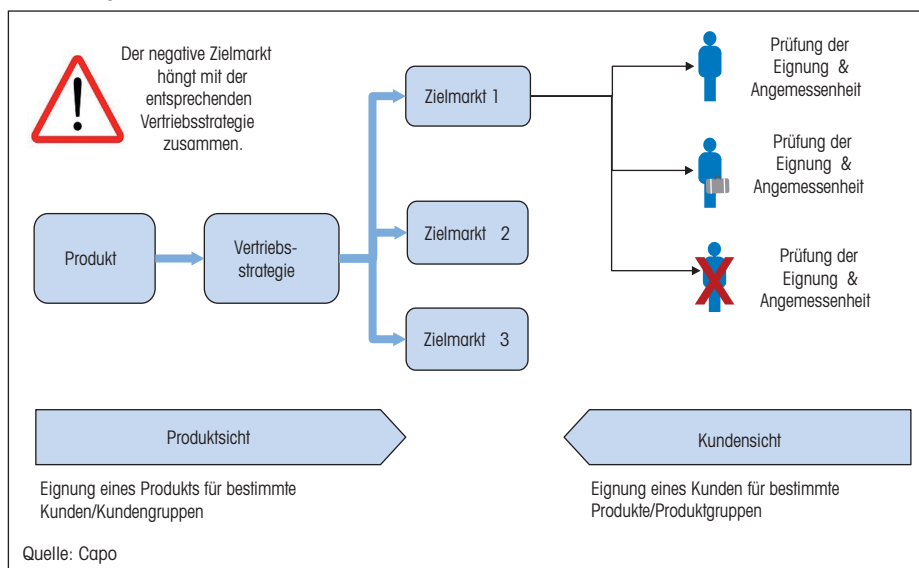 Der negative Zielmarkt
hängt mit der
entsprechenden
Vertriebsstrategie
zusammen.
Produkt
Vertriebs-
strategie
Zielmarkt 1
Zielmarkt 2
Zielmarkt 3
Prüfung der
Eignung &
Angemessenheit
Prüfung der
Eignung &
Angemessenheit
Prüfung der
Eignung &
Angemessenheit
Produktsicht
Kundensicht
Eignung eines Produkts für bestimmte
Kunden/Kundengruppen
Eignung eines Kunden für bestimmte
Produkte/Produktgruppen
Quelle: Capo